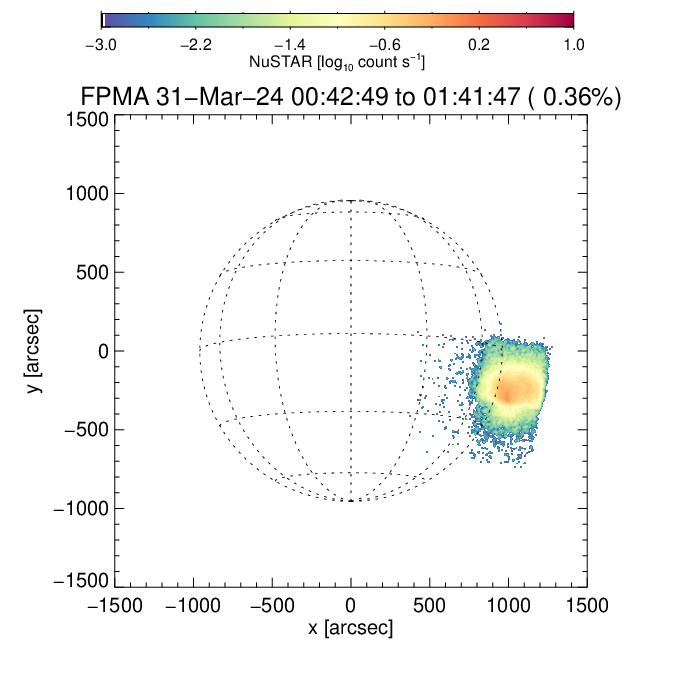 −3.0 −2.2 −1.4 −0.6 0.2 1.0
NuSTAR [log₁₀ count s⁻¹]
FPMA 31−Mar−24 00:42:49 to 01:41:47 ( 0.36%)
1500
1000
500
0
−500
−1000
−1500
y [arcsec]
−1500 −1000 −500 0 500 1000 1500
x [arcsec]